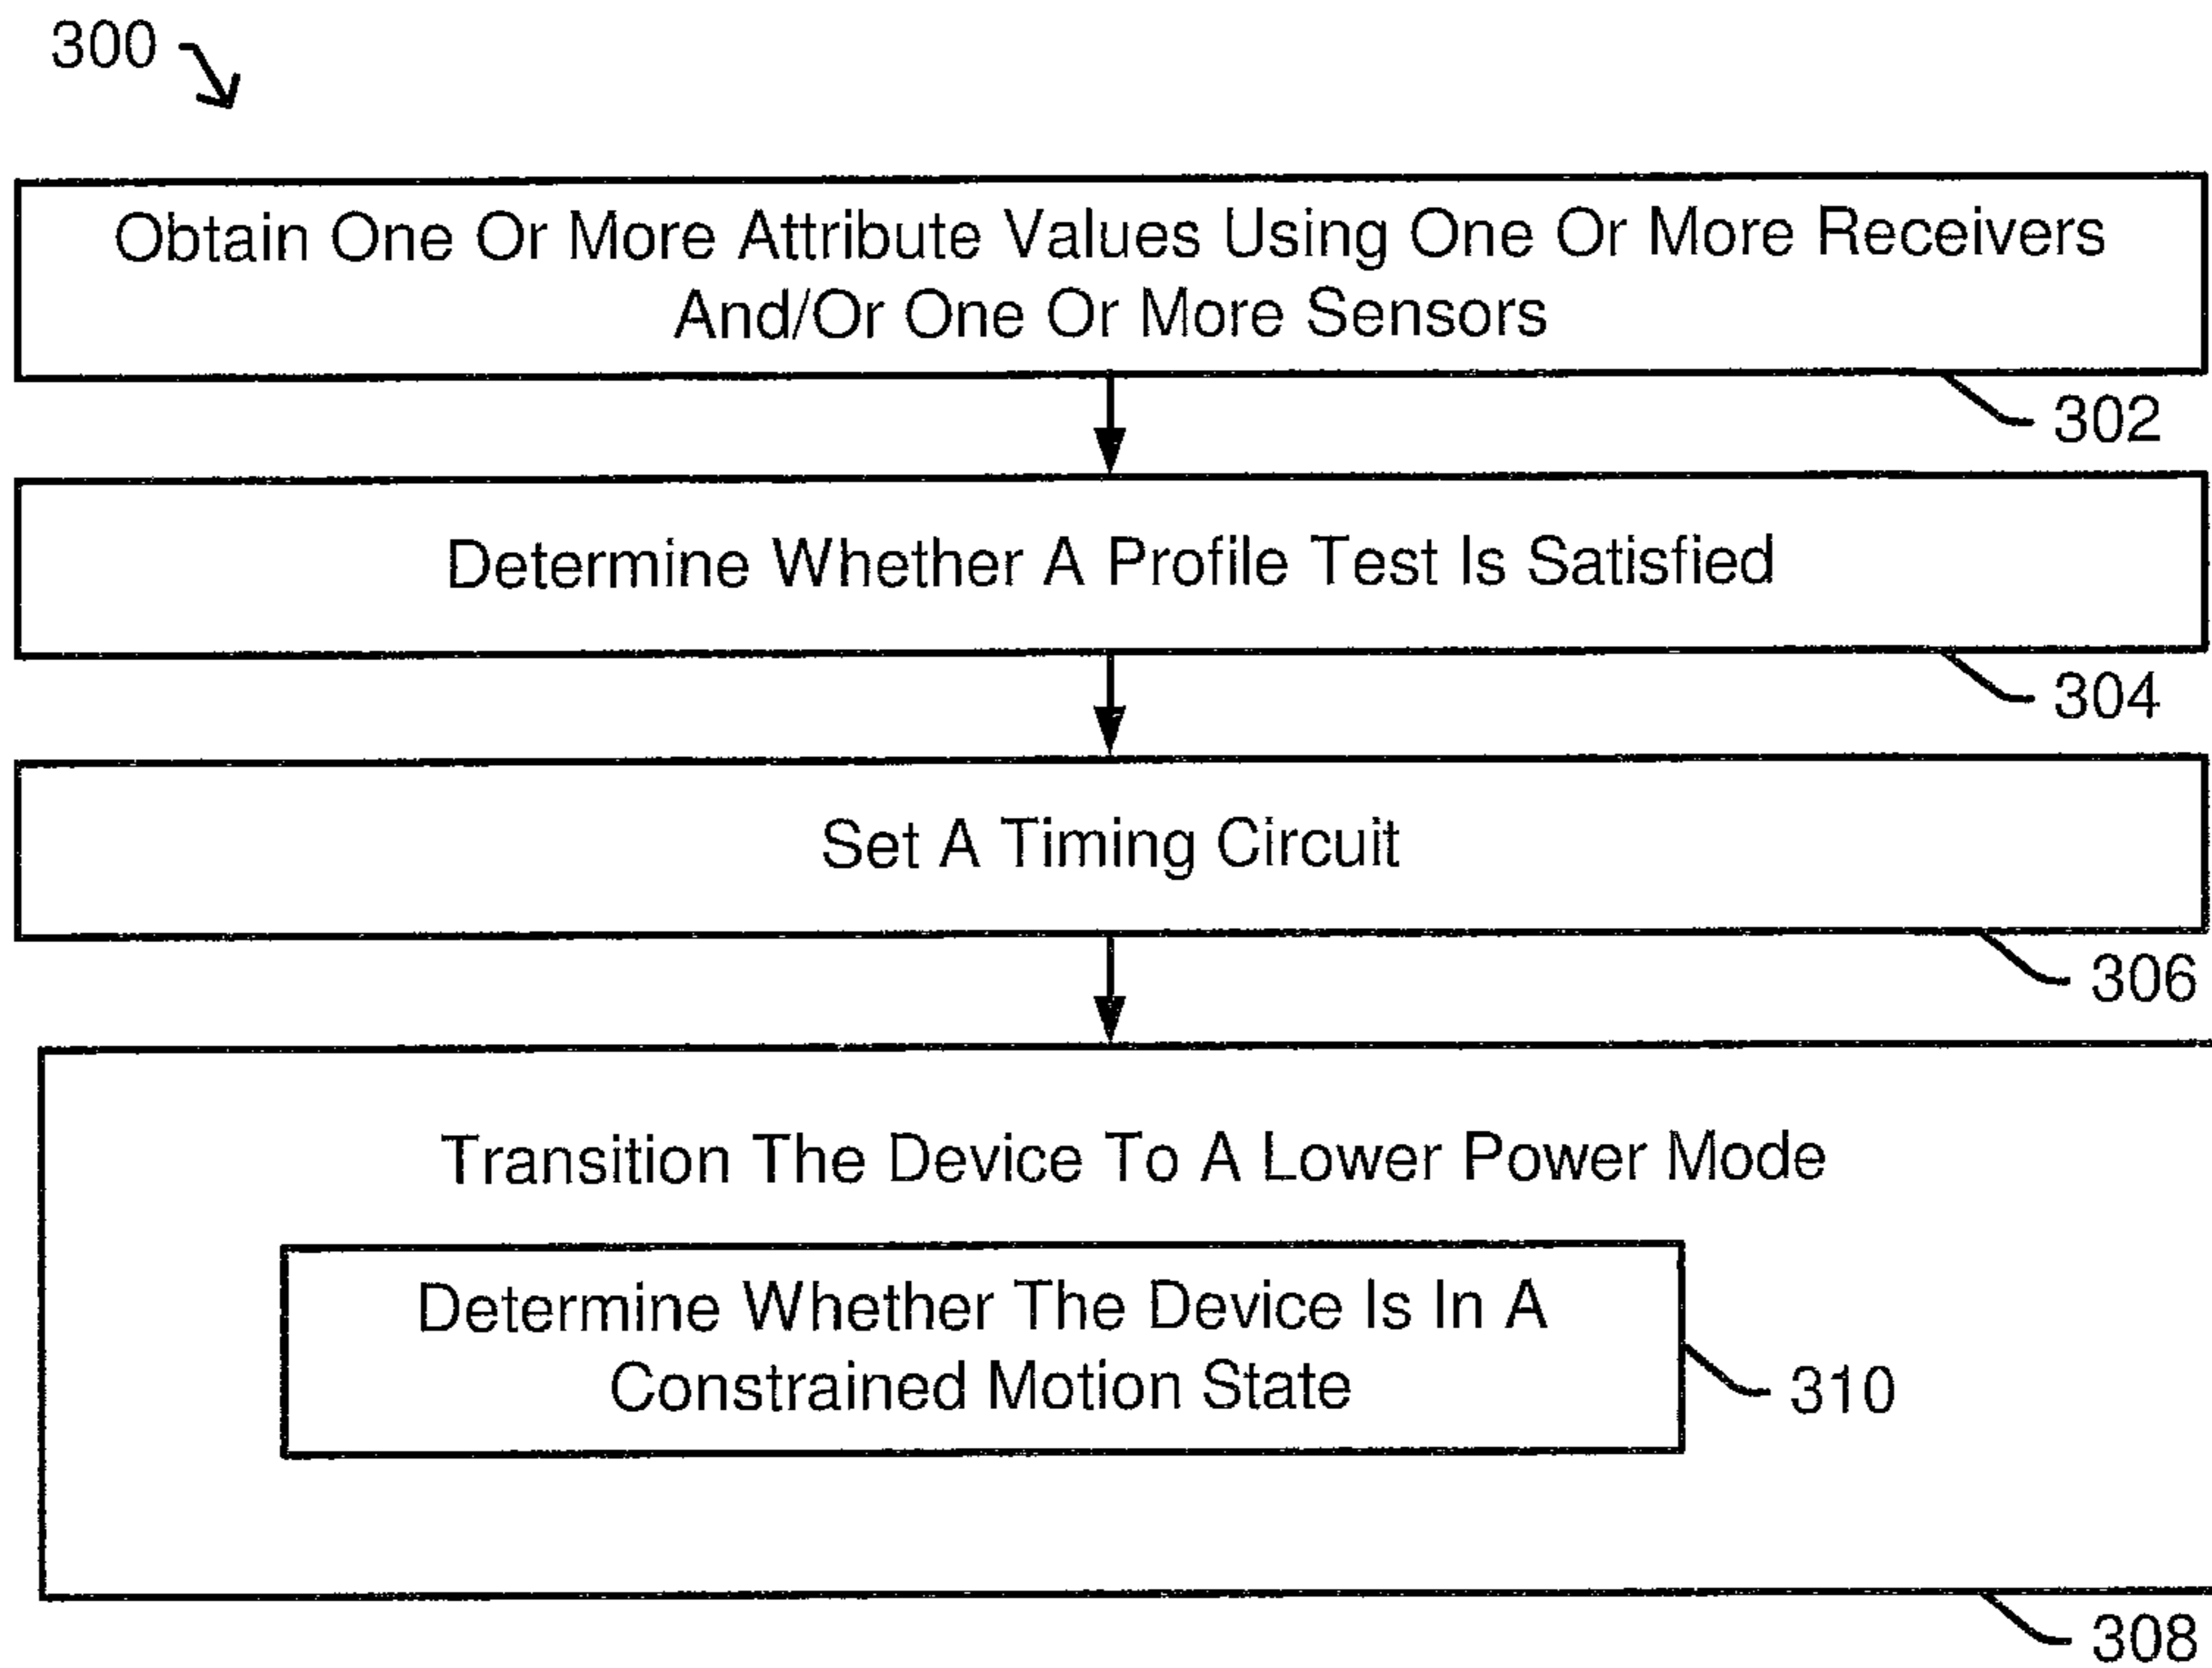 300
Obtain One Or More Attribute Values Using One Or More Receivers
And/Or One Or More Sensors
302
Determine Whether A Profile Test Is Satisfied
304
Set A Timing Circuit
306
Transition The Device To A Lower Power Mode
Determine Whether The Device Is In A
Constrained Motion State
310
308